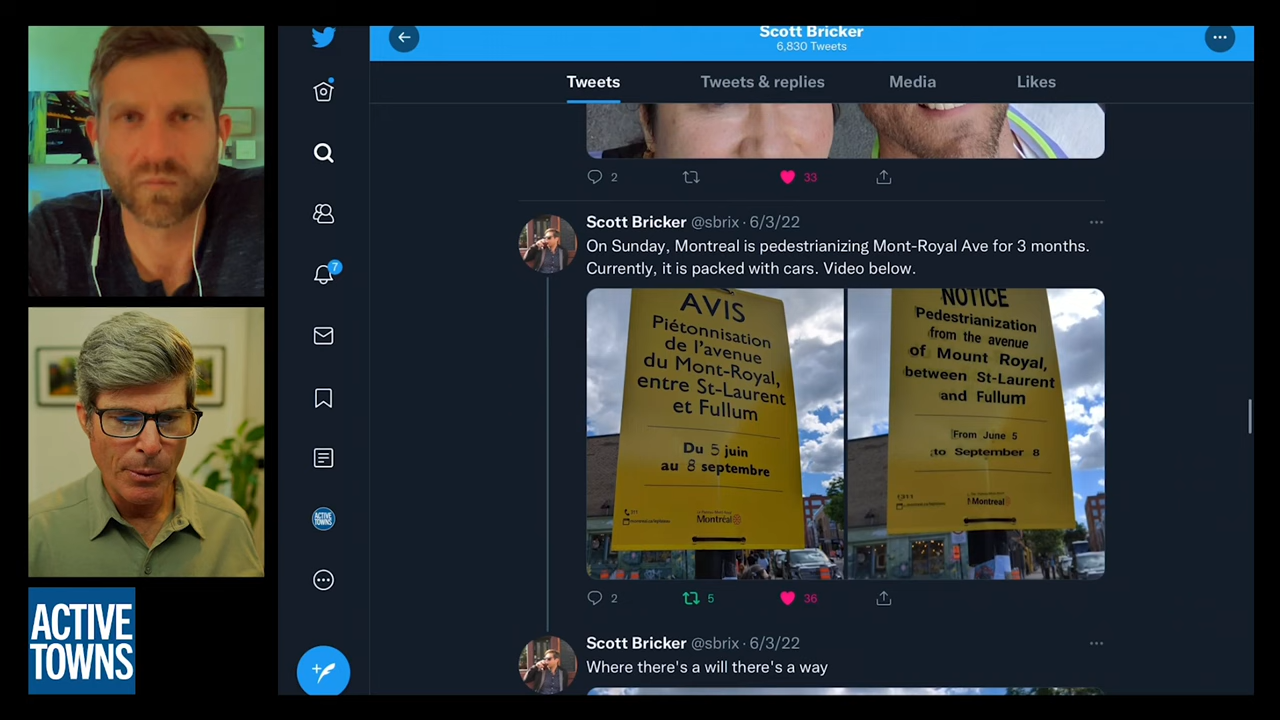 Scott Bricker
6,830 Tweets
Tweets
Tweets & replies
Media
Likes
2
33
Scott Bricker @sbrix · 6/3/22
On Sunday, Montreal is pedestrianizing Mont-Royal Ave for 3 months.
Currently, it is packed with cars. Video below.
AVIS
Piétonnisation
de l'avenue
du Mont-Royal,
entre St-Laurent
et Fullum
Du 5 juin
au 8 septembre
Montréal
NOTICE
Pedestrianization
from the avenue
of Mount Royal,
between St-Laurent
and Fullum
From June 5
to September 8
Montreal
2
5
36
7
ACTIVE
TOWNS
Scott Bricker @sbrix · 6/3/22
Where there's a will there's a way
ACTIVE
TOWNS